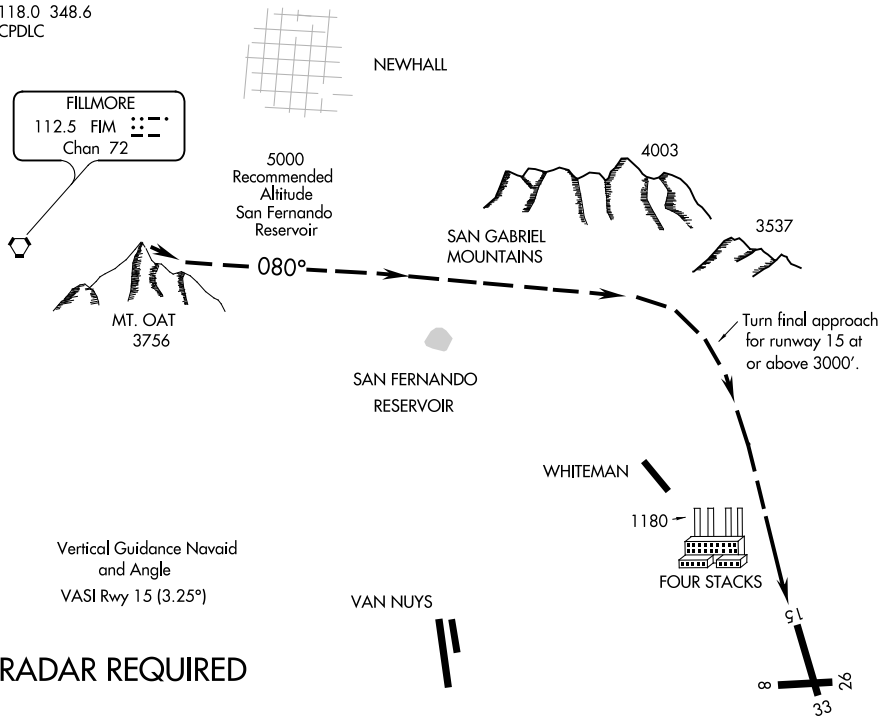 118.0 348.6
CPDLC
NEWHALL
FILLMORE
112.5 FIM
Chan 72
5000
Recommended
Altitude
San Fernando
Reservoir
4003
3537
SAN GABRIEL
MOUNTAINS
080°
MT. OAT
3756
Turn final approach
for runway 15 at
or above 3000'.
SAN FERNANDO
RESERVOIR
WHITEMAN
1180
FOUR STACKS
Vertical Guidance Navaid
and Angle
VASI Rwy 15 (3.25°)
VAN NUYS
RADAR REQUIRED
15
8
26
33